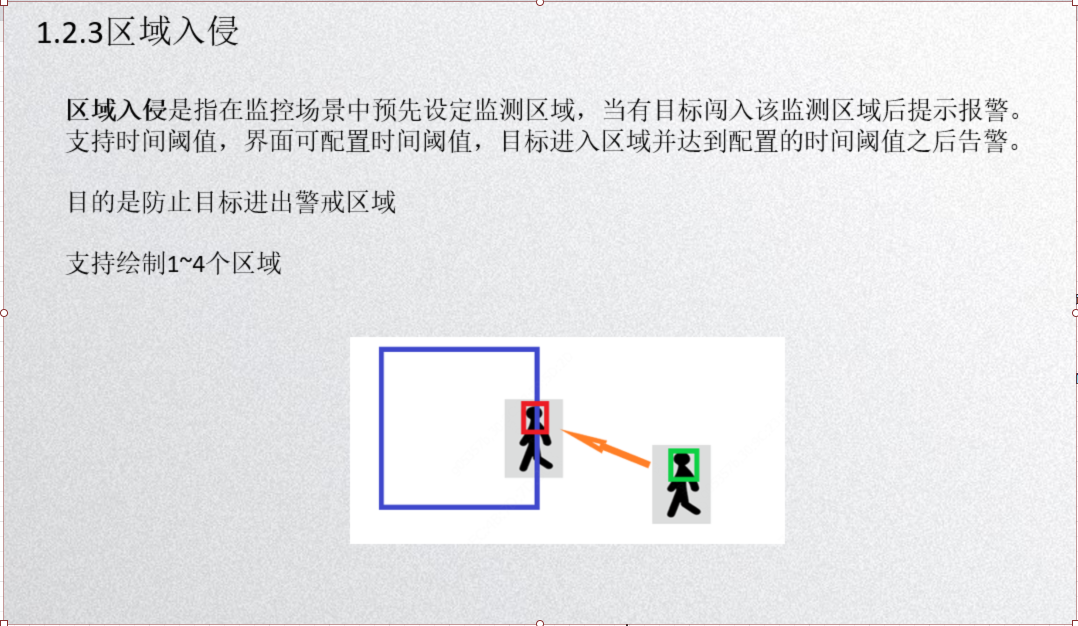 1.2.3区域入侵
区域入侵是指在监控场景中预先设定监测区域，当有目标闯入该监测区域后提示报警。
支持时间阈值，界面可配置时间阈值，目标进入区域并达到配置的时间阈值之后告警。
目的是防止目标进出警戒区域
支持绘制1~4个区域